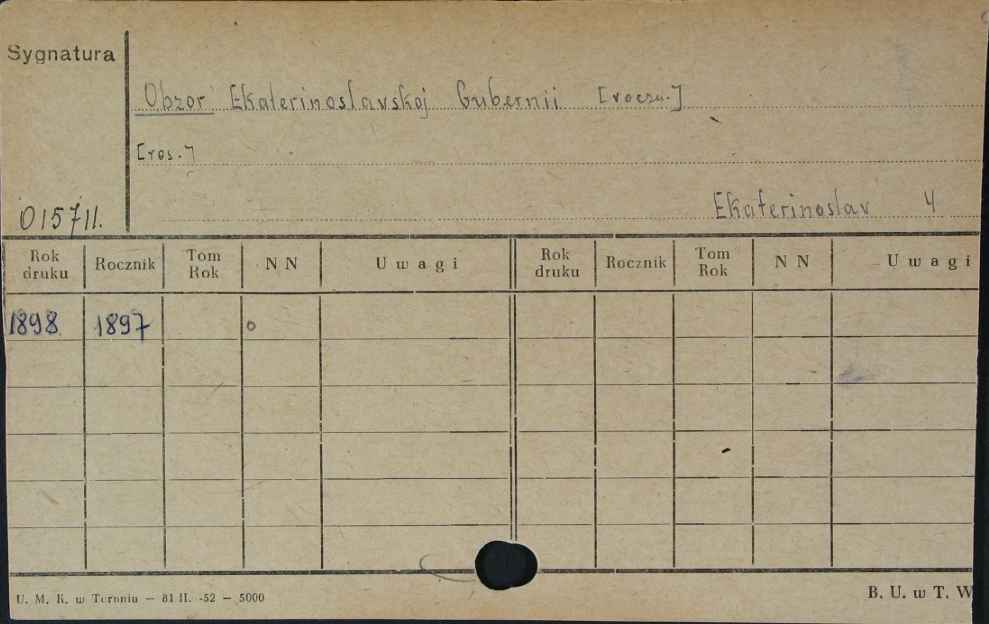 Sygnatura
Obzor Ekaterinoslavskoj Gubernii [roczn.]
[ros.]
01571I.
Ekaterinoslav 4
Rok druku Rocznik Tom Rok N N Uwagi Rok druku Rocznik Tom Rok N N Uwagi
1898 1897 o
U. M. K. w Toruniu — 81 II. -52 — 5000
B. U. w T. W